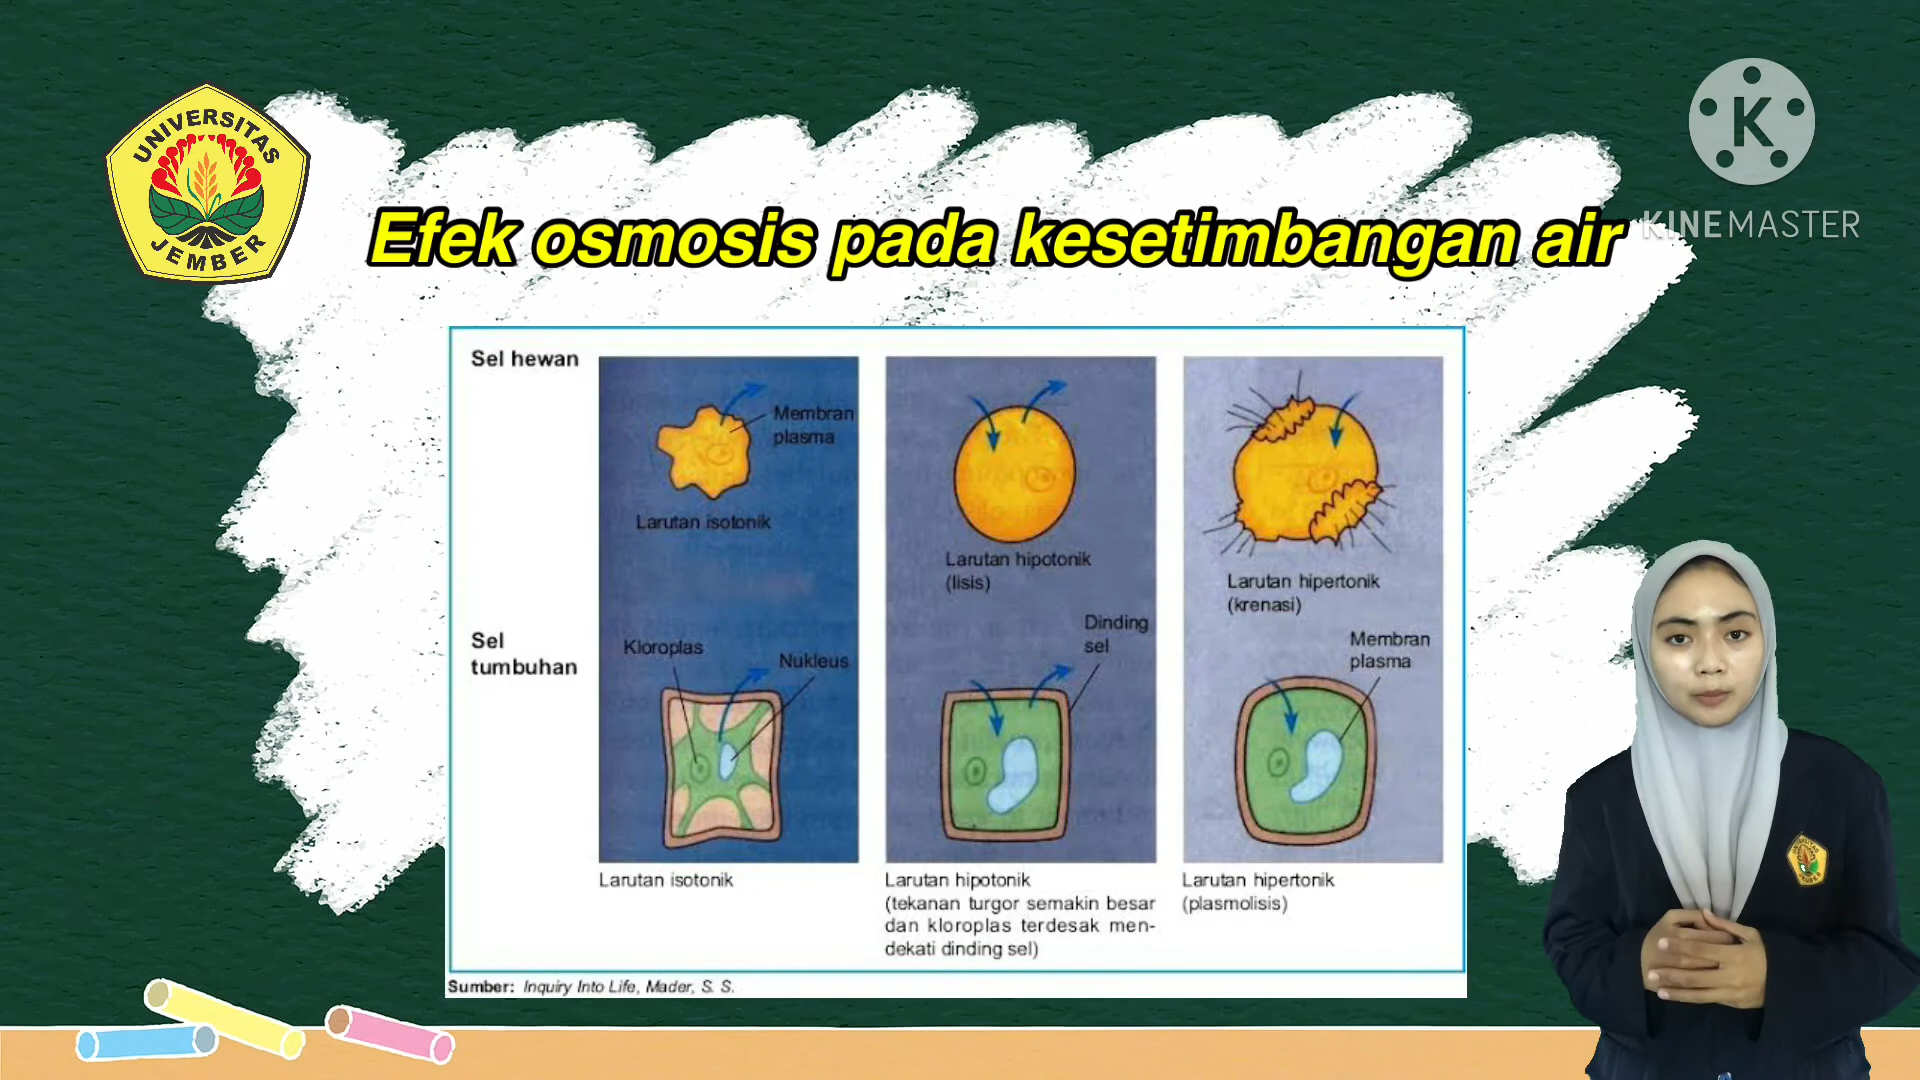 UNIVERSITAS
JEMBER
K
KINEMASTER
Efek osmosis pada kesetimbangan air
Sel hewan
Membran
plasma
Larutan isotonik
Larutan hipotonik
(lisis)
Larutan hipertonik
(krenasi)
Sel
tumbuhan
Kloroplas
Nukleus
Dinding
sel
Membran
plasma
Larutan isotonik
Larutan hipotonik
(tekanan turgor semakin besar
dan kloroplas terdesak men-
dekati dinding sel)
Larutan hipertonik
(plasmolisis)
Sumber: Inquiry Into Life, Mader, S. S.
UNIVERSITAS
JEMBER